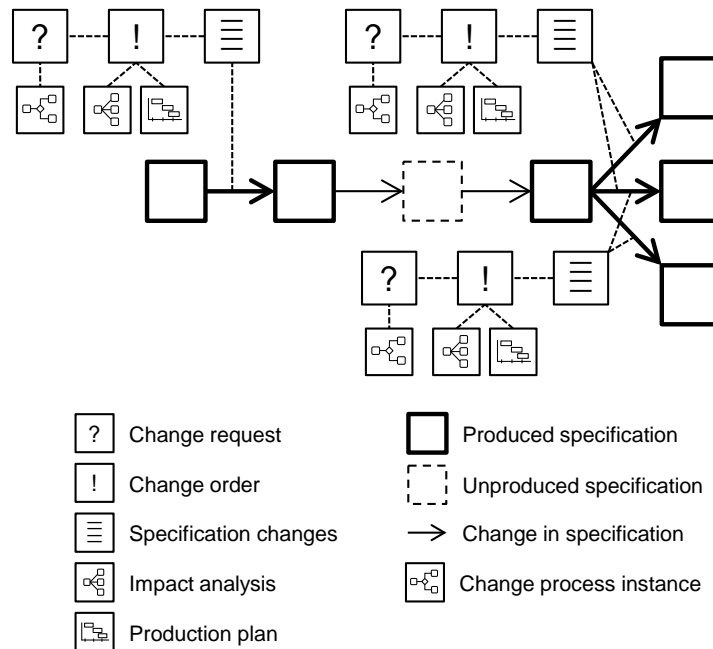 ? ! ? !
? !
? Change request
Produced specification
! Change order
Unproduced specification
Specification changes
Change in specification
Impact analysis
Change process instance
Production plan